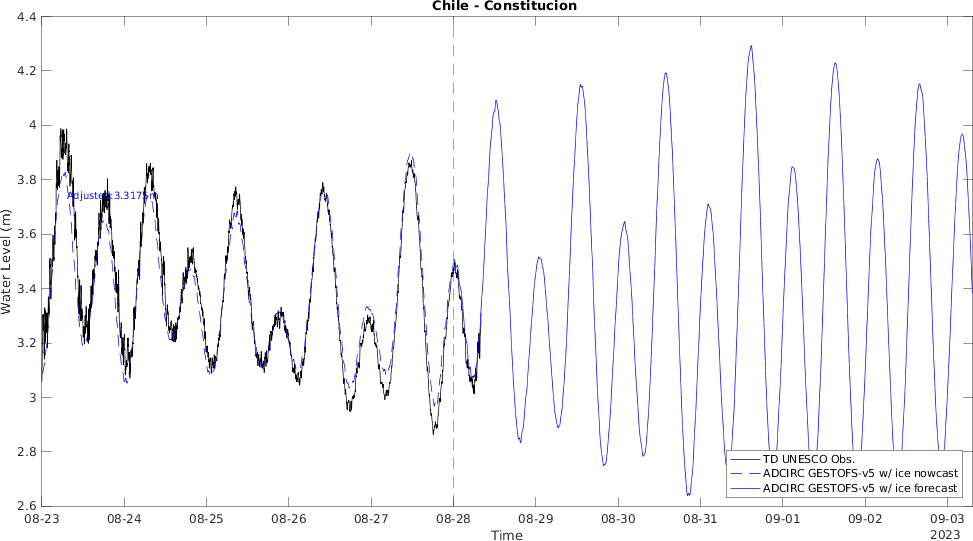 Chile - Constitucion
4.4
4.2
4
3.8
3.6
3.4
3.2
3
2.8
2.6
Water Level (m)
Adjusted:3.3175m
TD UNESCO Obs.
ADCIRC GESTOFS-v5 w/ ice nowcast
ADCIRC GESTOFS-v5 w/ ice forecast
08-23 08-24 08-25 08-26 08-27 08-28 08-29 08-30 08-31 09-01 09-02 09-03
2023
Time